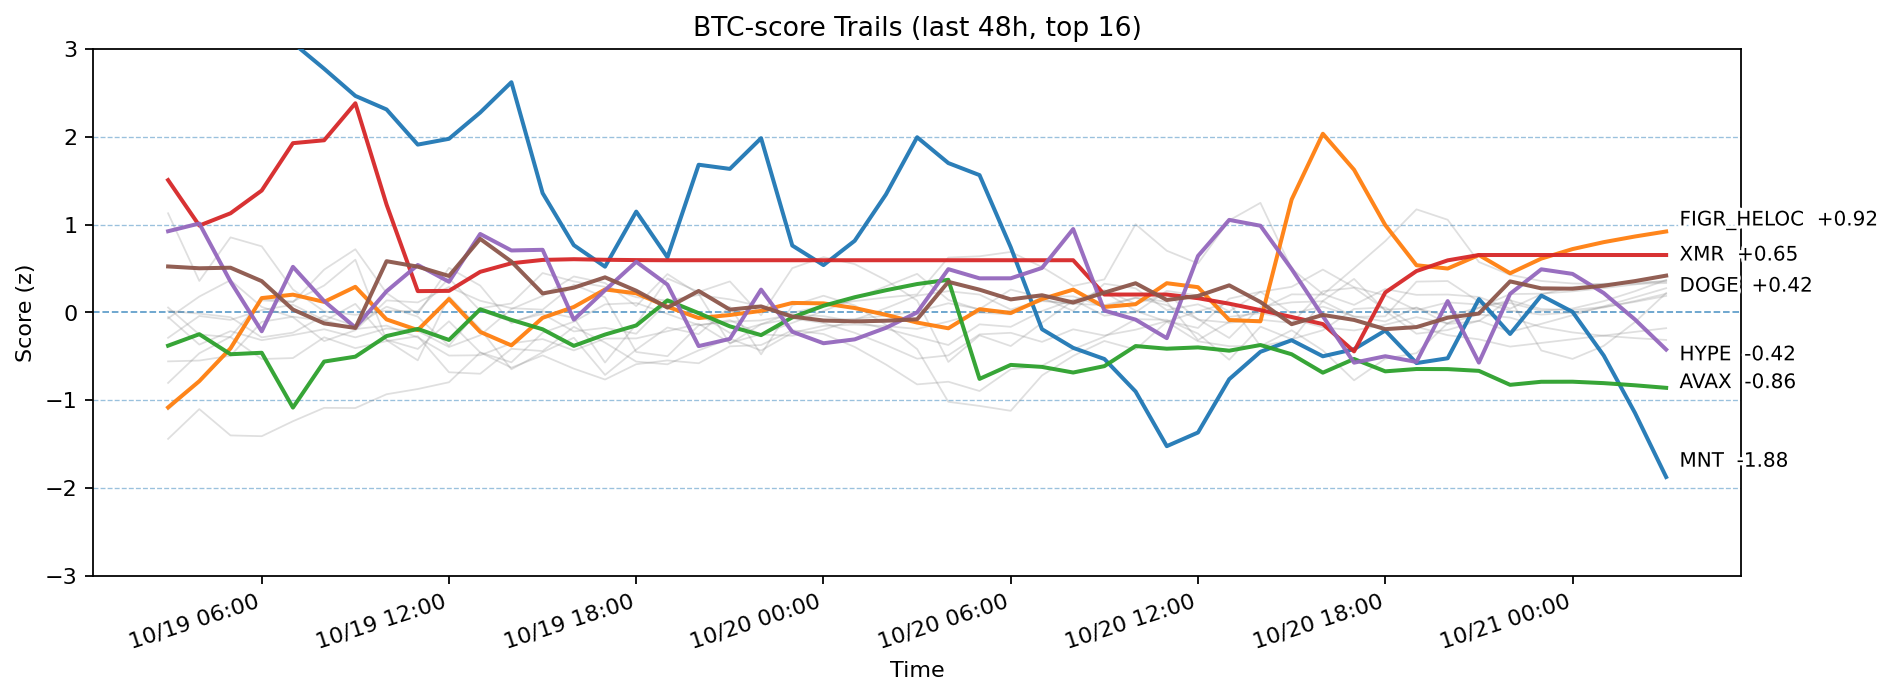 BTC-score Trails (last 48h, top 16)
Score (z)
3
2
1
0
−1
−2
−3
FIGR_HELOC +0.92
XMR +0.65
DOGE +0.42
HYPE -0.42
AVAX -0.86
MNT -1.88
10/19 06:00
10/19 12:00
10/19 18:00
10/20 00:00
10/20 06:00
10/20 12:00
10/20 18:00
10/21 00:00
Time